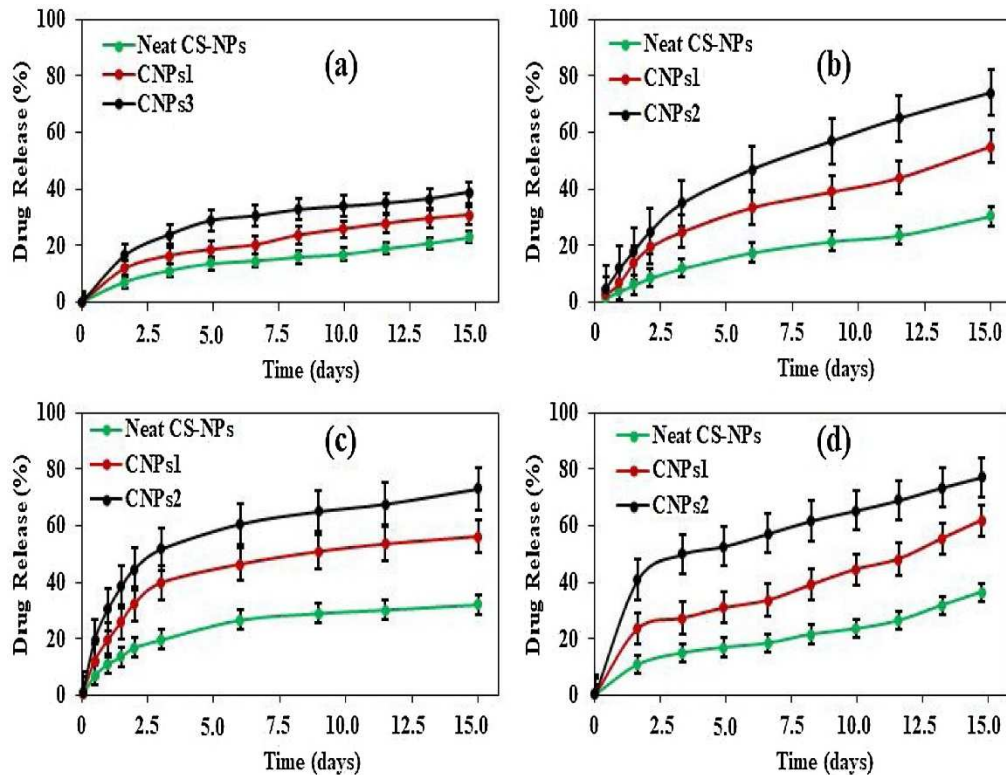 Drug Release (%)
100
80
60
40
20
0
Neat CS-NPs
CNPs1
CNPs3
(a)
0 2.5 5.0 7.5 10.0 12.5 15.0
Time (days)
Drug Release (%)
100
80
60
40
20
0
Neat CS-NPs
CNPs1
CNPs2
(b)
0 2.5 5.0 7.5 10.0 12.5 15.0
Time (days)
Drug Release (%)
100
80
60
40
20
0
Neat CS-NPs
CNPs1
CNPs2
(c)
0 2.5 5.0 7.5 10.0 12.5 15.0
Time (days)
Drug Release (%)
100
80
60
40
20
0
Neat CS-NPs
CNPs1
CNPs2
(d)
0 2.5 5.0 7.5 10.0 12.5 15.0
Time (days)